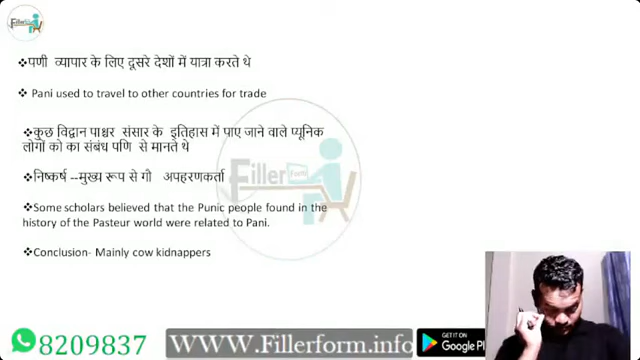 Fillerform
❖पणी व्यापार के लिए दूसरे देशों में यात्रा करते थे
❖ Pani used to travel to other countries for trade
❖कुछ विद्वान पाश्चर संसार के इतिहास में पाए जाने वाले प्यूनिक
लोगों को का संबंध पणि से मानते थे
❖निष्कर्ष --मुख्य रूप से गौ अपहरणकर्ता
Filler Form
❖Some scholars believed that the Punic people found in the
history of the Pasteur world were related to Pani.
❖Conclusion- Mainly cow kidnappers
8209837
WWW.Fillerform.info
GET IT ON
Google Pl